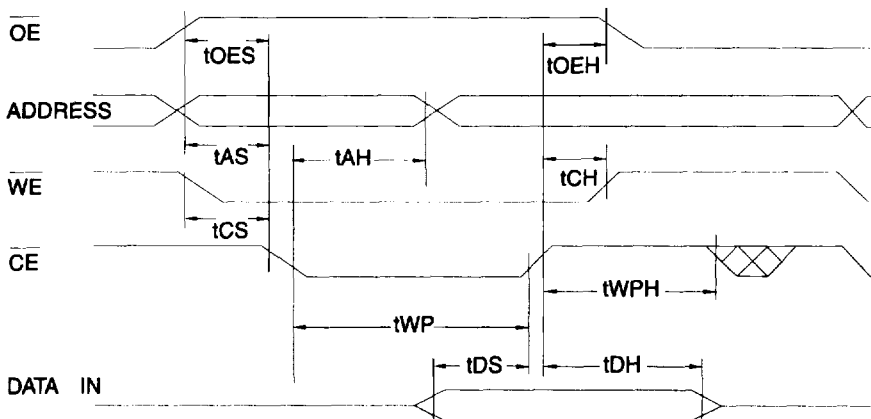 OE
tOES
tOEH
ADDRESS
tAS
tAH
tCH
WE
tCS
CE
tWPH
tWP
tDS
tDH
DATA IN